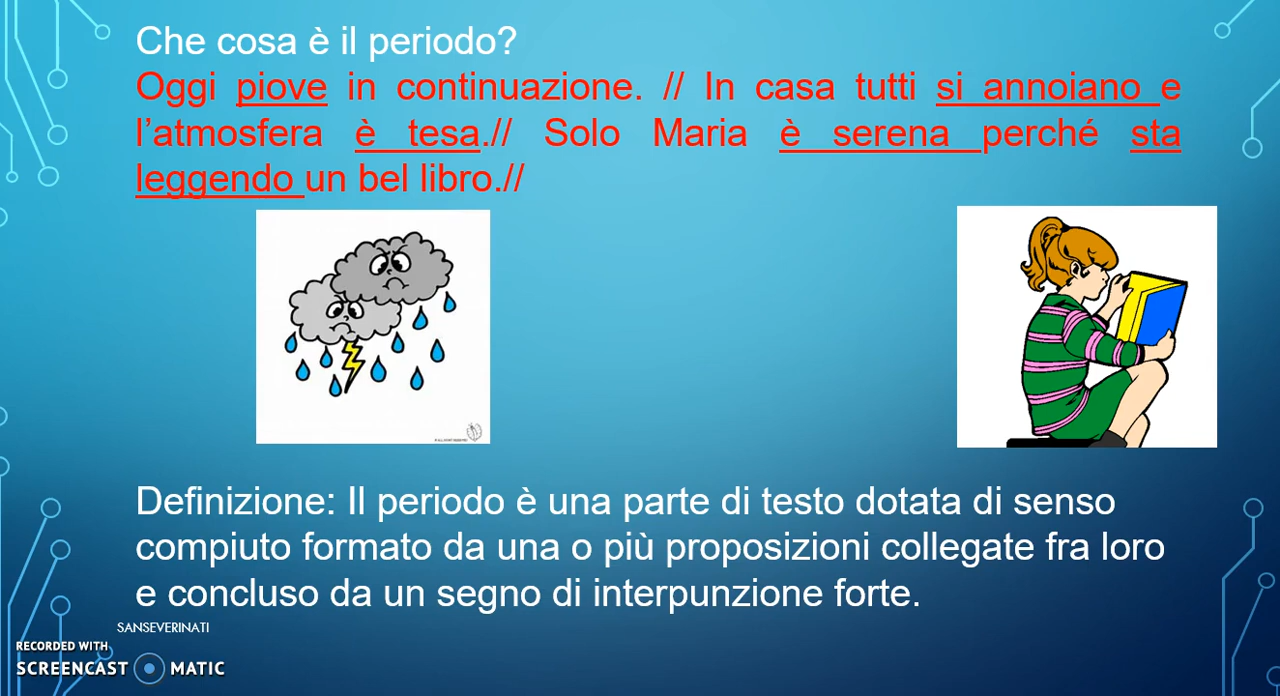 Che cosa è il periodo?
Oggi piove in continuazione. // In casa tutti si annoiano e
l’atmosfera è tesa.// Solo Maria è serena perché sta
leggendo un bel libro.//
Definizione: Il periodo è una parte di testo dotata di senso
compiuto formato da una o più proposizioni collegate fra loro
e concluso da un segno di interpunzione forte.
SANSEVERINATI
RECORDED WITH
SCREENCAST MATIC